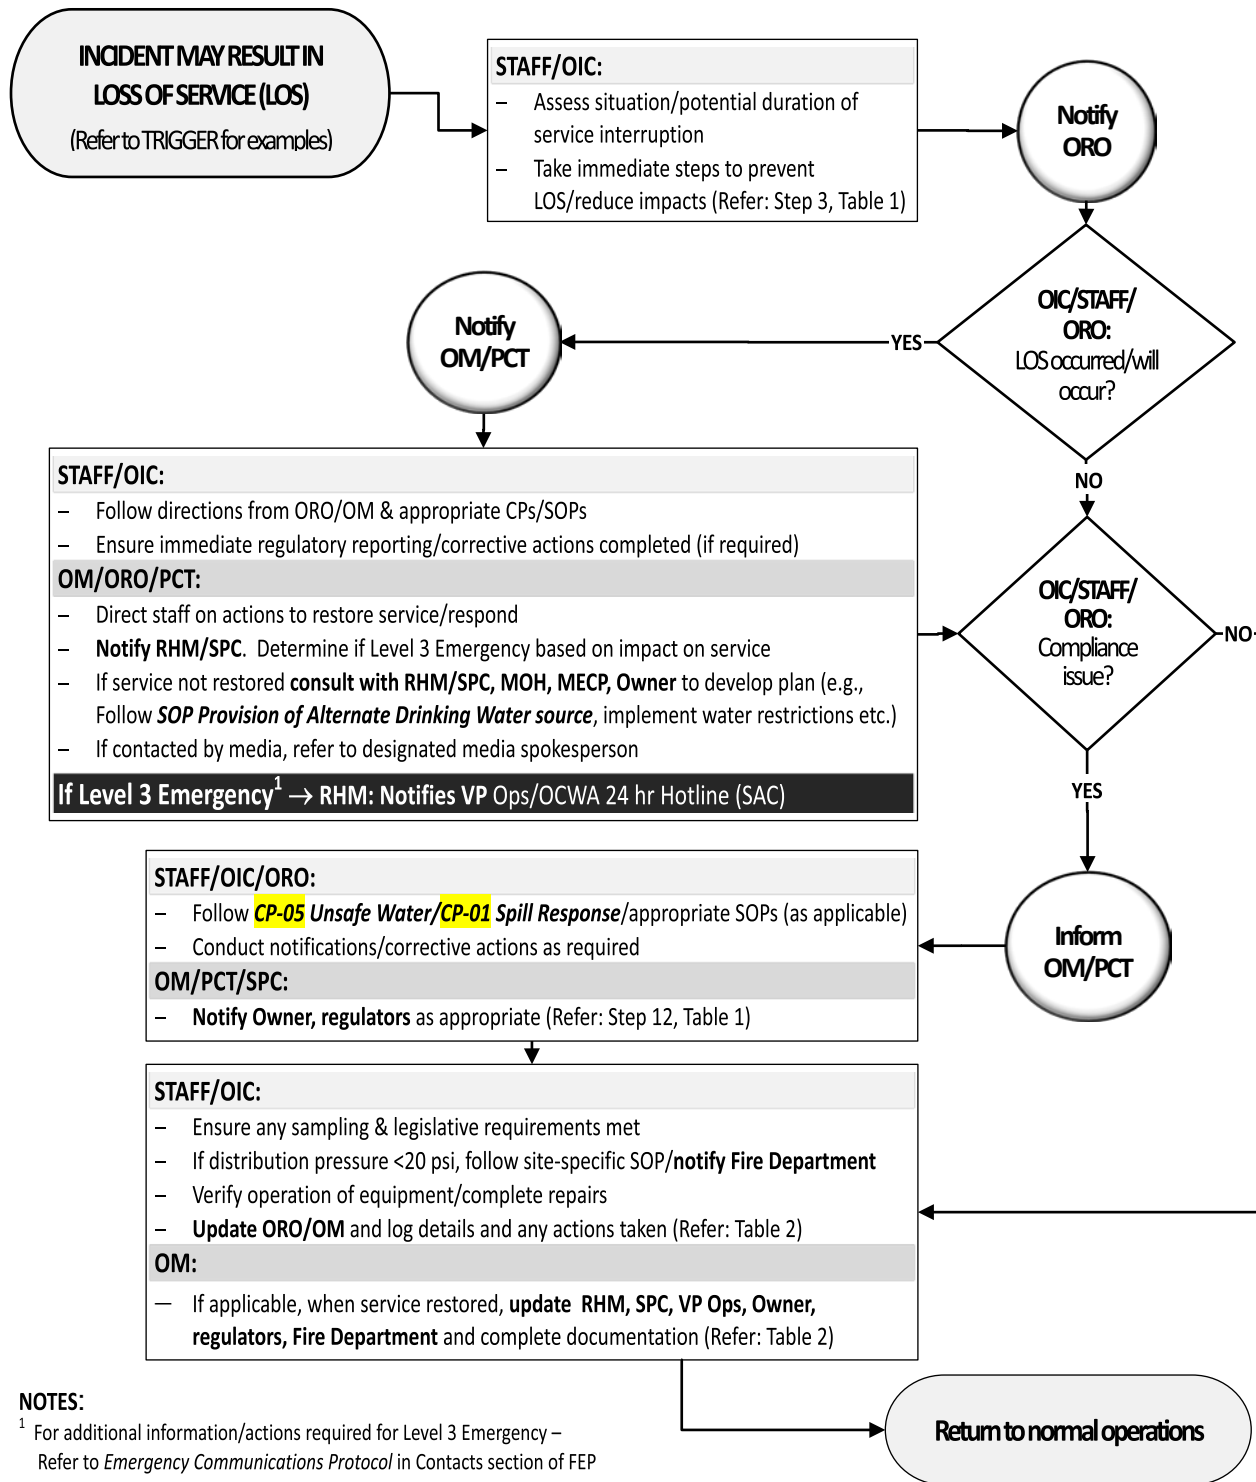 INCIDENT MAY RESULT IN
LOSS OF SERVICE (LOS)
(Refer to TRIGGER for examples)
STAFF/OIC:
– Assess situation/potential duration of
service interruption
– Take immediate steps to prevent
LOS/reduce impacts (Refer: Step 3, Table 1)
Notify
ORO
OIC/STAFF/
ORO:
LOS occurred/will
occur?
YES
Notify
OM/PCT
NO
STAFF/OIC:
– Follow directions from ORO/OM & appropriate CPs/SOPs
– Ensure immediate regulatory reporting/corrective actions completed (if required)
OM/ORO/PCT:
– Direct staff on actions to restore service/respond
– Notify RHM/SPC. Determine if Level 3 Emergency based on impact on service
– If service not restored consult with RHM/SPC, MOH, MECP, Owner to develop plan (e.g.,
Follow SOP Provision of Alternate Drinking Water source, implement water restrictions etc.)
– If contacted by media, refer to designated media spokesperson
If Level 3 Emergency¹ → RHM: Notifies VP Ops/OCWA 24 hr Hotline (SAC)
OIC/STAFF/
ORO:
Compliance
issue?
NO
YES
Inform
OM/PCT
STAFF/OIC/ORO:
– Follow CP-05 Unsafe Water/CP-01 Spill Response/appropriate SOPs (as applicable)
– Conduct notifications/corrective actions as required
OM/PCT/SPC:
– Notify Owner, regulators as appropriate (Refer: Step 12, Table 1)
STAFF/OIC:
– Ensure any sampling & legislative requirements met
– If distribution pressure <20 psi, follow site-specific SOP/notify Fire Department
– Verify operation of equipment/complete repairs
– Update ORO/OM and log details and any actions taken (Refer: Table 2)
OM:
— If applicable, when service restored, update RHM, SPC, VP Ops, Owner,
regulators, Fire Department and complete documentation (Refer: Table 2)
Return to normal operations
NOTES:
¹ For additional information/actions required for Level 3 Emergency –
Refer to Emergency Communications Protocol in Contacts section of FEP